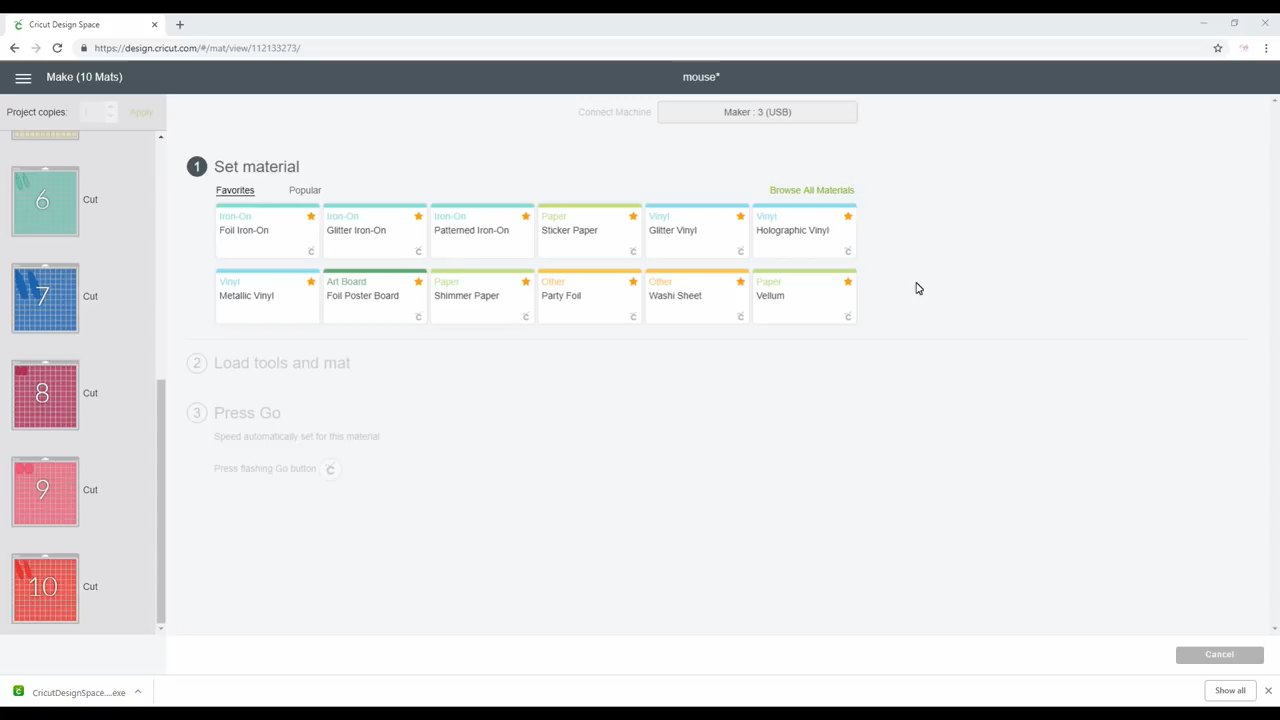 Cricut Design Space
https://design.cricut.com/#/mat/view/112133273/
Make (10 Mats)
mouse*
Project copies:
1
Apply
Connect Machine
Maker : 3 (USB)
1 Set material
Favorites
Popular
Browse All Materials
Iron-On
Foil Iron-On
Iron-On
Glitter Iron-On
Iron-On
Patterned Iron-On
Paper
Sticker Paper
Vinyl
Glitter Vinyl
Vinyl
Holographic Vinyl
Vinyl
Metallic Vinyl
Art Board
Foil Poster Board
Paper
Shimmer Paper
Other
Party Foil
Other
Washi Sheet
Paper
Vellum
2 Load tools and mat
3 Press Go
Speed automatically set for this material
Press flashing Go button
6 Cut
7 Cut
8 Cut
9 Cut
10 Cut
Cancel
CricutDesignSpace....exe
Show all